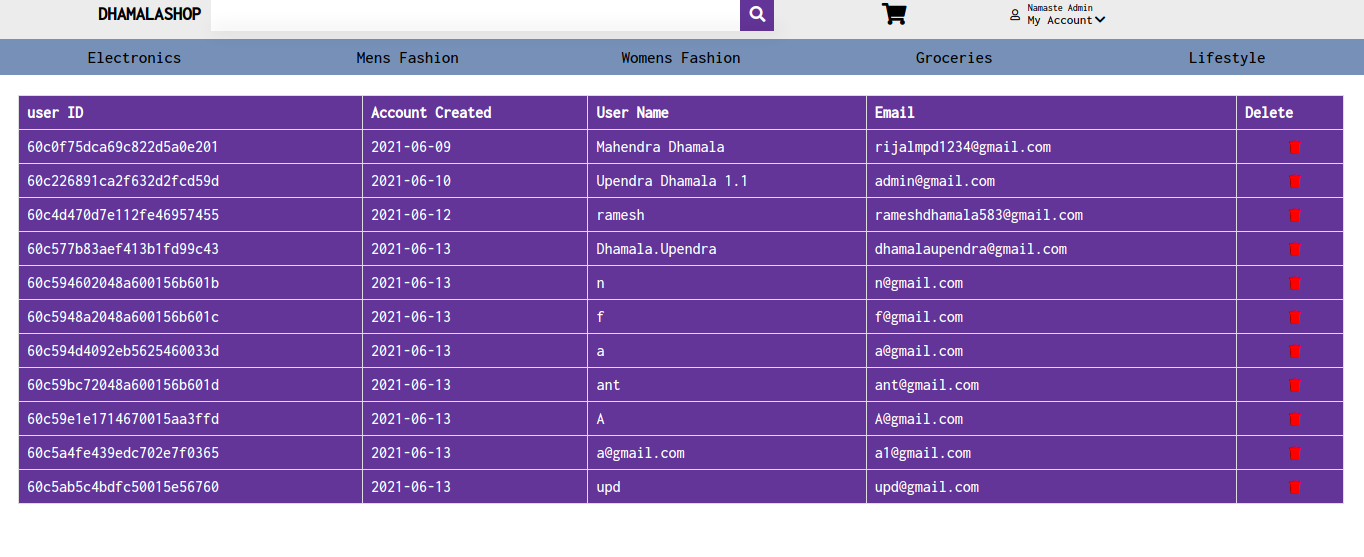 DHAMALASHOP
Namaste Admin
My Account
Electronics Mens Fashion Womens Fashion Groceries Lifestyle
user ID Account Created User Name Email Delete
60c0f75dca69c822d5a0e201 2021-06-09 Mahendra Dhamala rijalmpd1234@gmail.com
60c226891ca2f632d2fcd59d 2021-06-10 Upendra Dhamala 1.1 admin@gmail.com
60c4d470d7e112fe46957455 2021-06-12 ramesh rameshdhamala583@gmail.com
60c577b83aef413b1fd99c43 2021-06-13 Dhamala.Upendra dhamalaupendra@gmail.com
60c594602048a600156b601b 2021-06-13 n n@gmail.com
60c5948a2048a600156b601c 2021-06-13 f f@gmail.com
60c594d4092eb5625460033d 2021-06-13 a a@gmail.com
60c59bc72048a600156b601d 2021-06-13 ant ant@gmail.com
60c59e1e1714670015aa3ffd 2021-06-13 A A@gmail.com
60c5a4fe439edc702e7f0365 2021-06-13 a@gmail.com a1@gmail.com
60c5ab5c4bdfc50015e56760 2021-06-13 upd upd@gmail.com